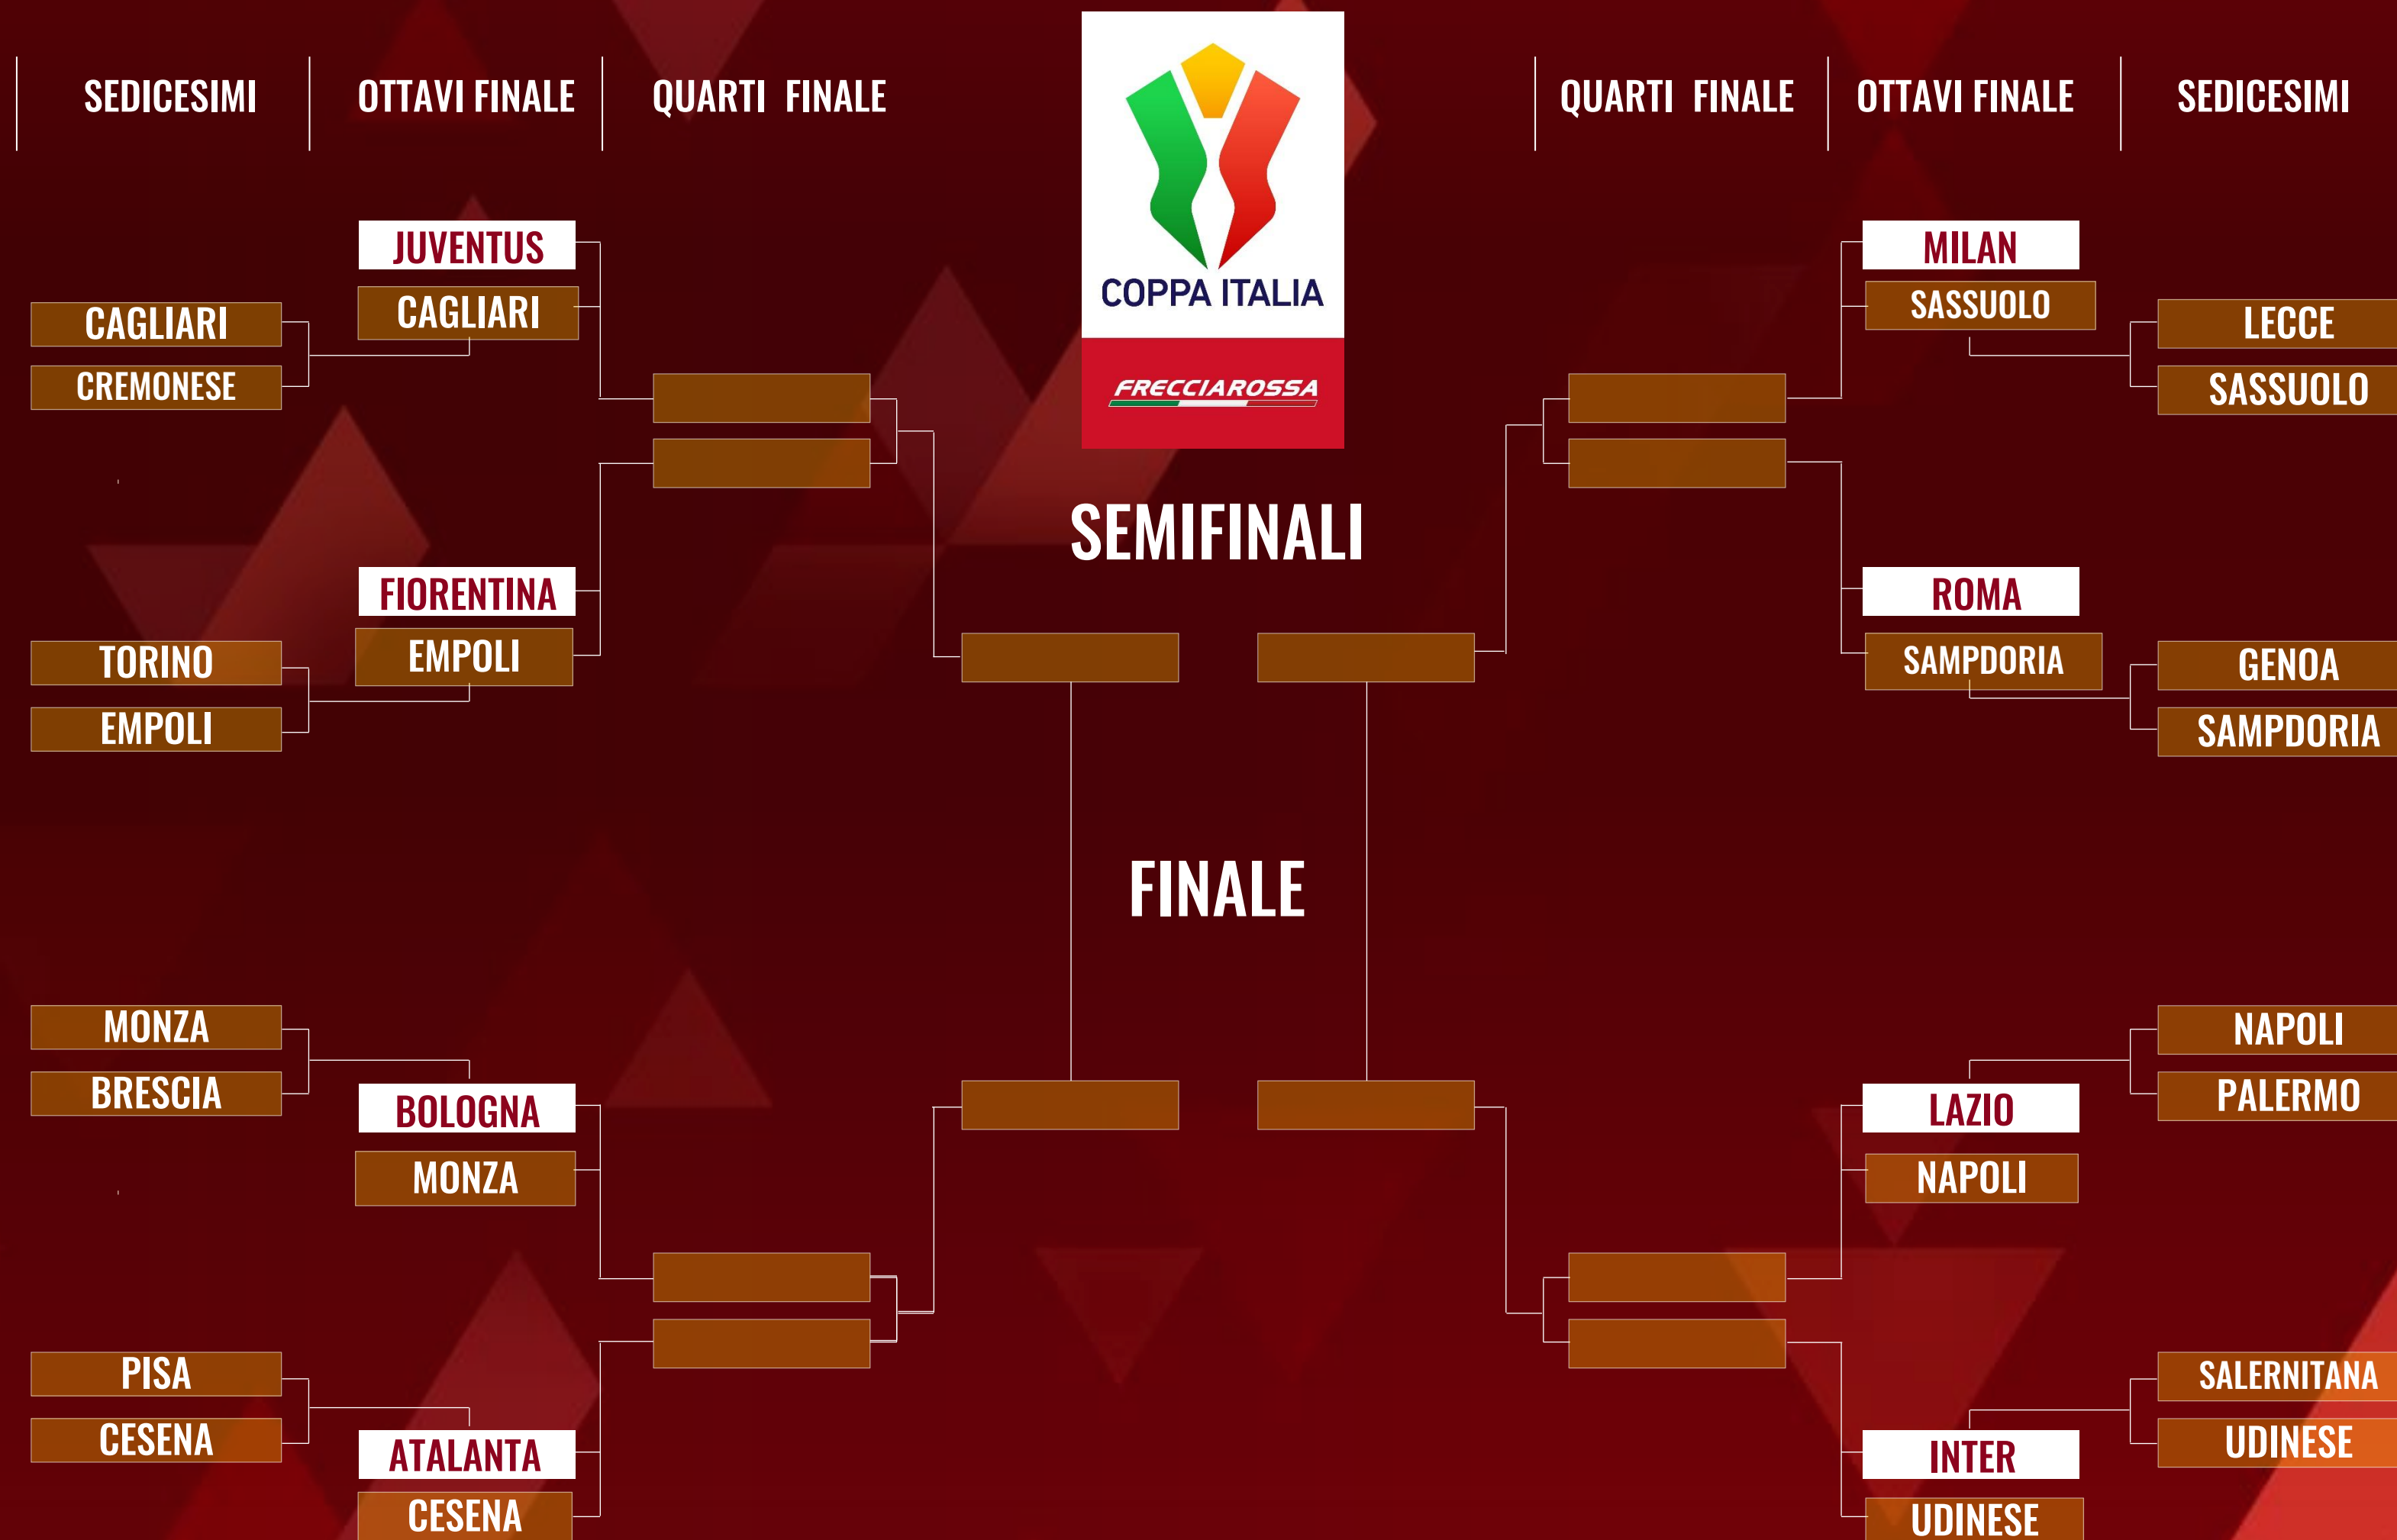 SEDICESIMI
OTTAVI FINALE
QUARTI FINALE
QUARTI FINALE
OTTAVI FINALE
SEDICESIMI
COPPA ITALIA
FRECCIAROSSA
JUVENTUS
CAGLIARI
CAGLIARI
CREMONESE
FIORENTINA
EMPOLI
TORINO
EMPOLI
MILAN
SASSUOLO
LECCE
SASSUOLO
ROMA
SAMPDORIA
GENOA
SAMPDORIA
SEMIFINALI
FINALE
MONZA
BRESCIA
BOLOGNA
MONZA
PISA
CESENA
ATALANTA
CESENA
NAPOLI
PALERMO
LAZIO
NAPOLI
SALERNITANA
UDINESE
INTER
UDINESE